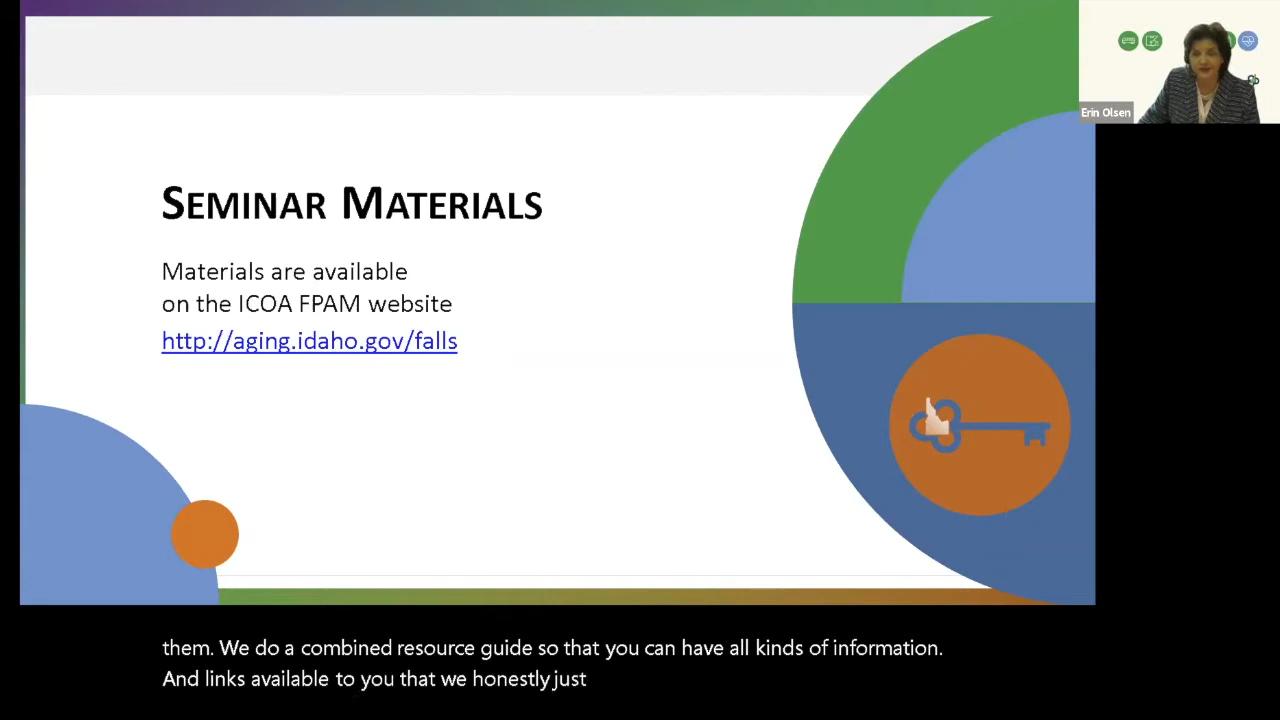 SEMINAR MATERIALS
Materials are available
on the ICOA FPAM website
http://aging.idaho.gov/falls
Erin Olsen
them. We do a combined resource guide so that you can have all kinds of information.
And links available to you that we honestly just